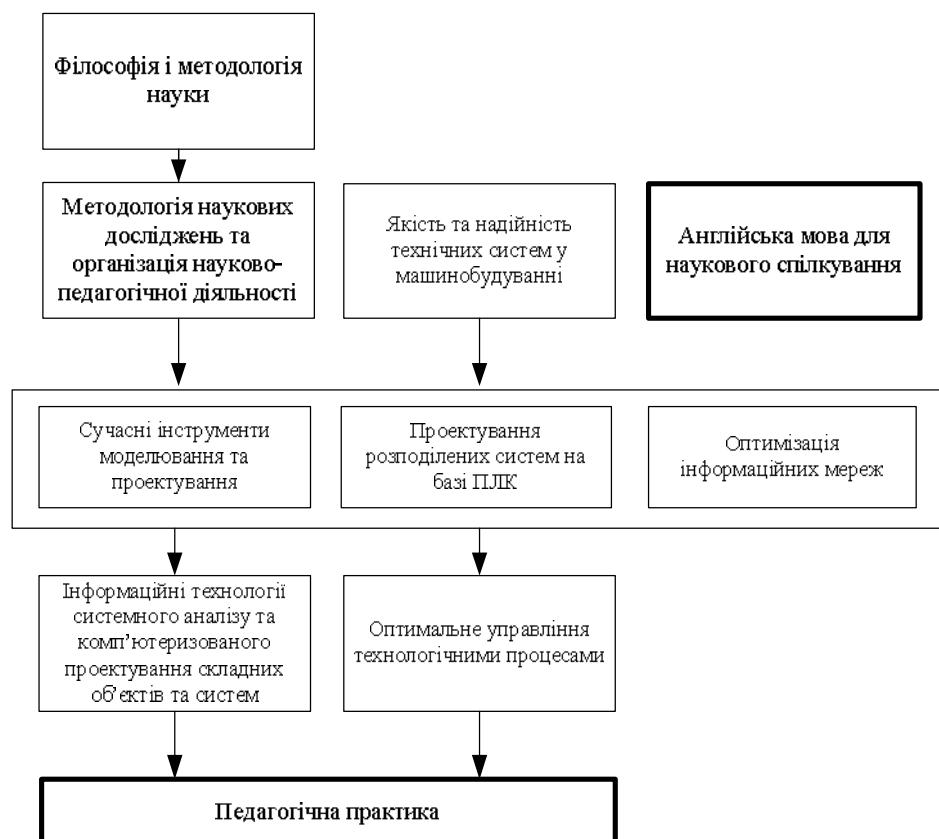 Філософія і методологія
науки
Методологія наукових
досліджень та
організація науково-
педагогічної діяльності
Якість та надійність
технічних систем у
машинобудуванні
Англійська мова для
наукового спілкування
Сучасні інструменти
моделювання та
проектування
Проектування
розподілених систем на
базі ПЛК
Оптимізація
інформаційних мереж
Інформаційні технології
системного аналізу та
комп’ютеризованого
проектування складних
об’єктів та систем
Оптимальне управління
технологічними процесами
Педагогічна практика